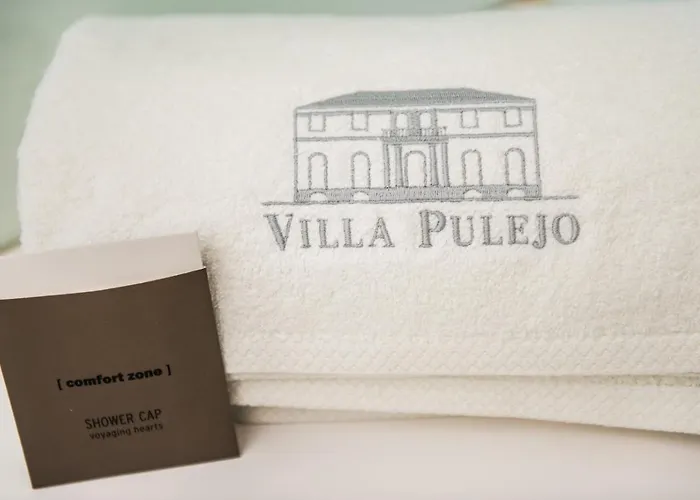 VILLA PULEJO
[ comfort zone ]
SHOWER CAP
voyaging hearts